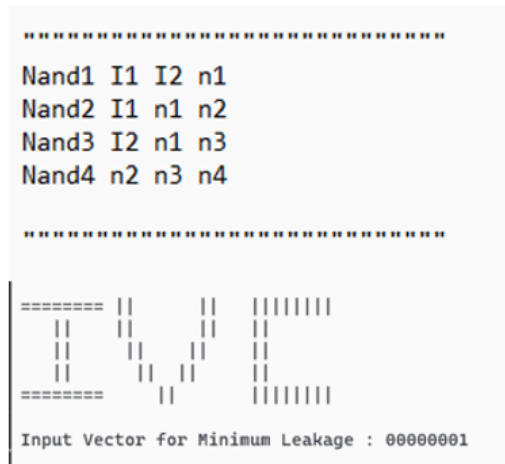 """"""""""""""""""""""""""""""
Nand1 I1 I2 n1
Nand2 I1 n1 n2
Nand3 I2 n1 n3
Nand4 n2 n3 n4
""""""""""""""""""""""""""""""
======== ||       ||   ||||||||
   ||    ||       ||   ||
   ||     ||     ||    ||
   ||      || ||       ||
========     ||        ||||||||
Input Vector for Minimum Leakage : 00000001